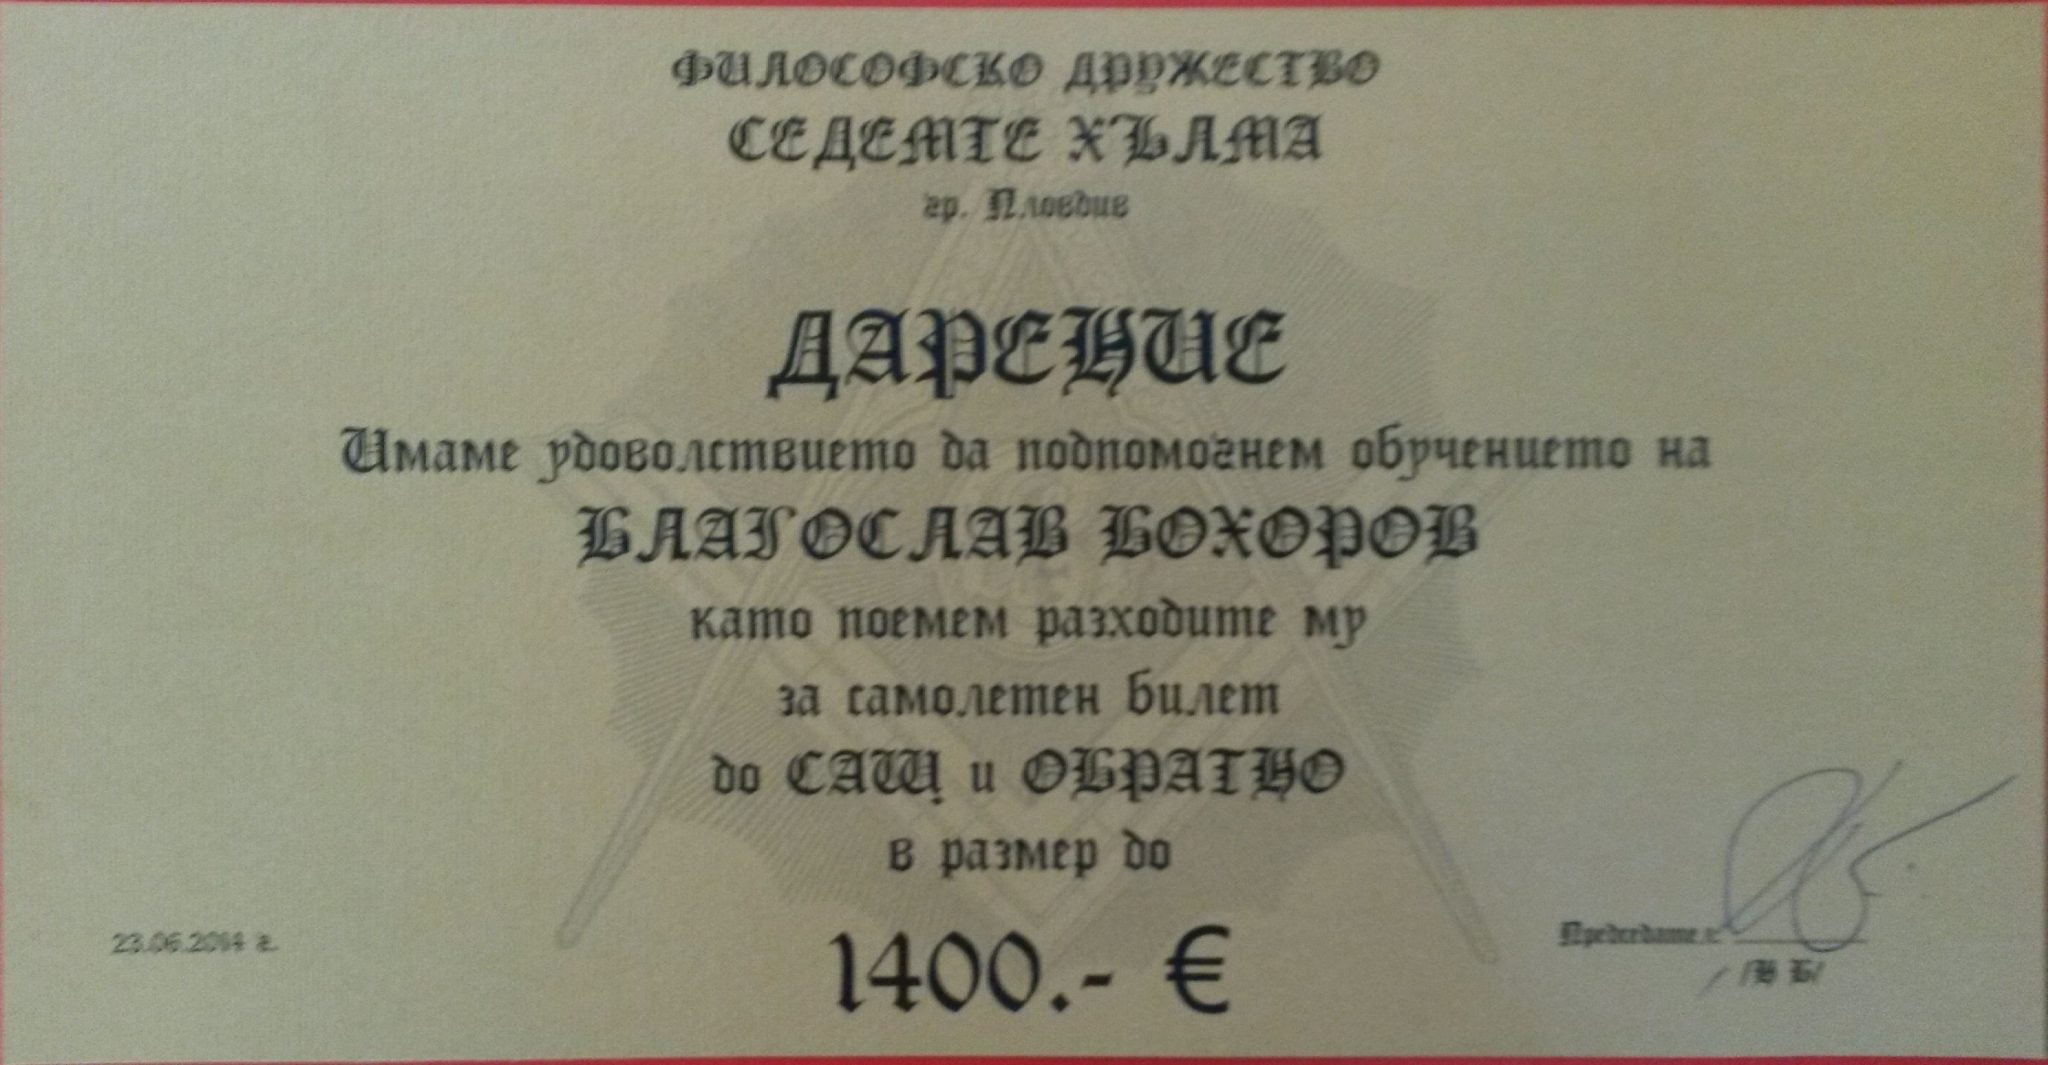 ФИЛОСОФСКО ДРУЖЕСТВО
СЕДЕМТЕ ХЪЛМА
гр. Пловдив
ДАРЕНИЕ
Имаме удоволствието да подпомогнем обучението на
БЛАГОСЛАВ БОХОРОВ
като поемем разходите му
за самолетен билет
до САЩ и ОБРАТНО
в размер до
1400.- €
23.06.2014 г.
Председател: